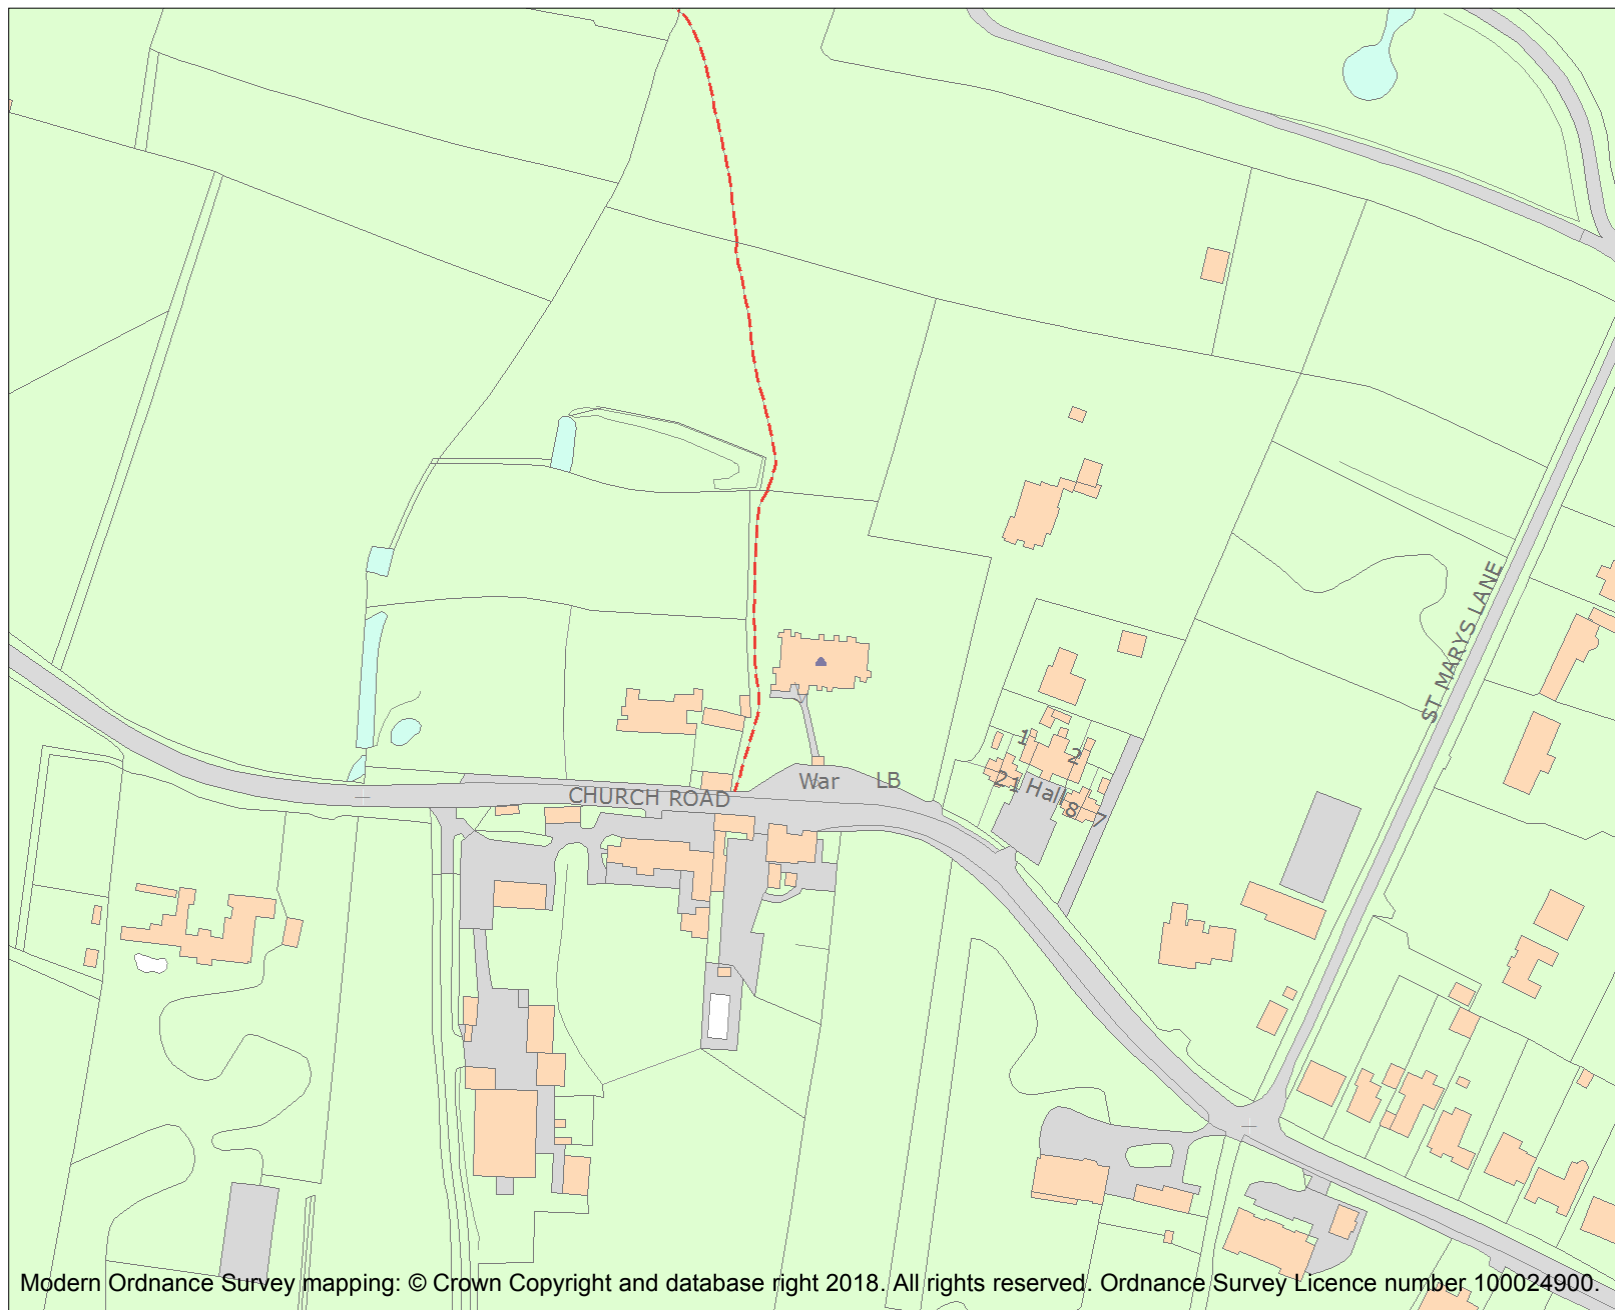 ST MARYS LANE
1
2
21
Hall
8
7
War
LB
CHURCH ROAD
Modern Ordnance Survey mapping: © Crown Copyright and database right 2018. All rights reserved. Ordnance Survey Licence number 100024900.